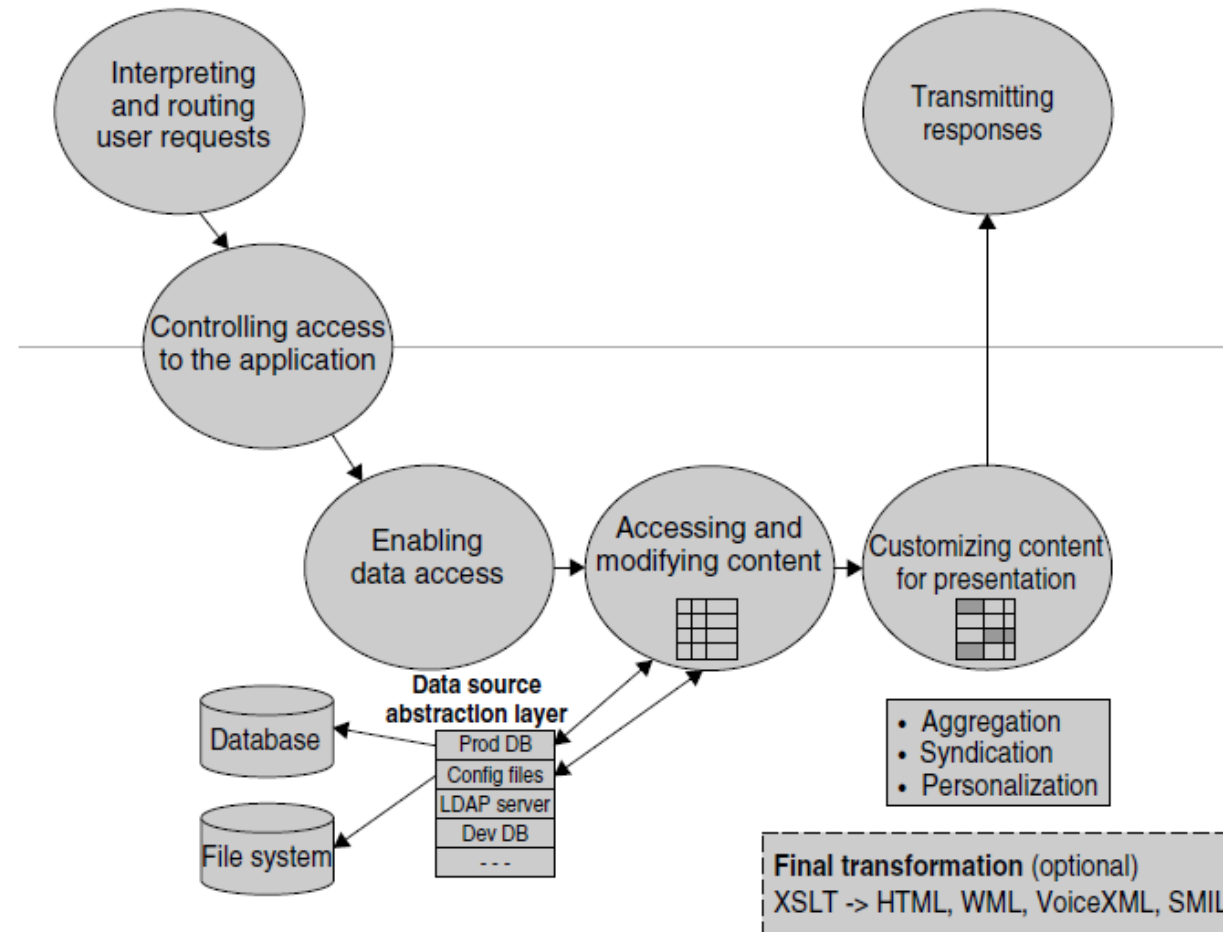 Interpreting
and routing
user requests
Transmitting
responses
Controlling access
to the application
Enabling
data access
Accessing and
modifying content
Customizing content
for presentation
Data source
abstraction layer
Prod DB
Config files
LDAP server
Dev DB
- - -
Database
File system
• Aggregation
• Syndication
• Personalization
Final transformation (optional)
XSLT -> HTML, WML, VoiceXML, SMIL